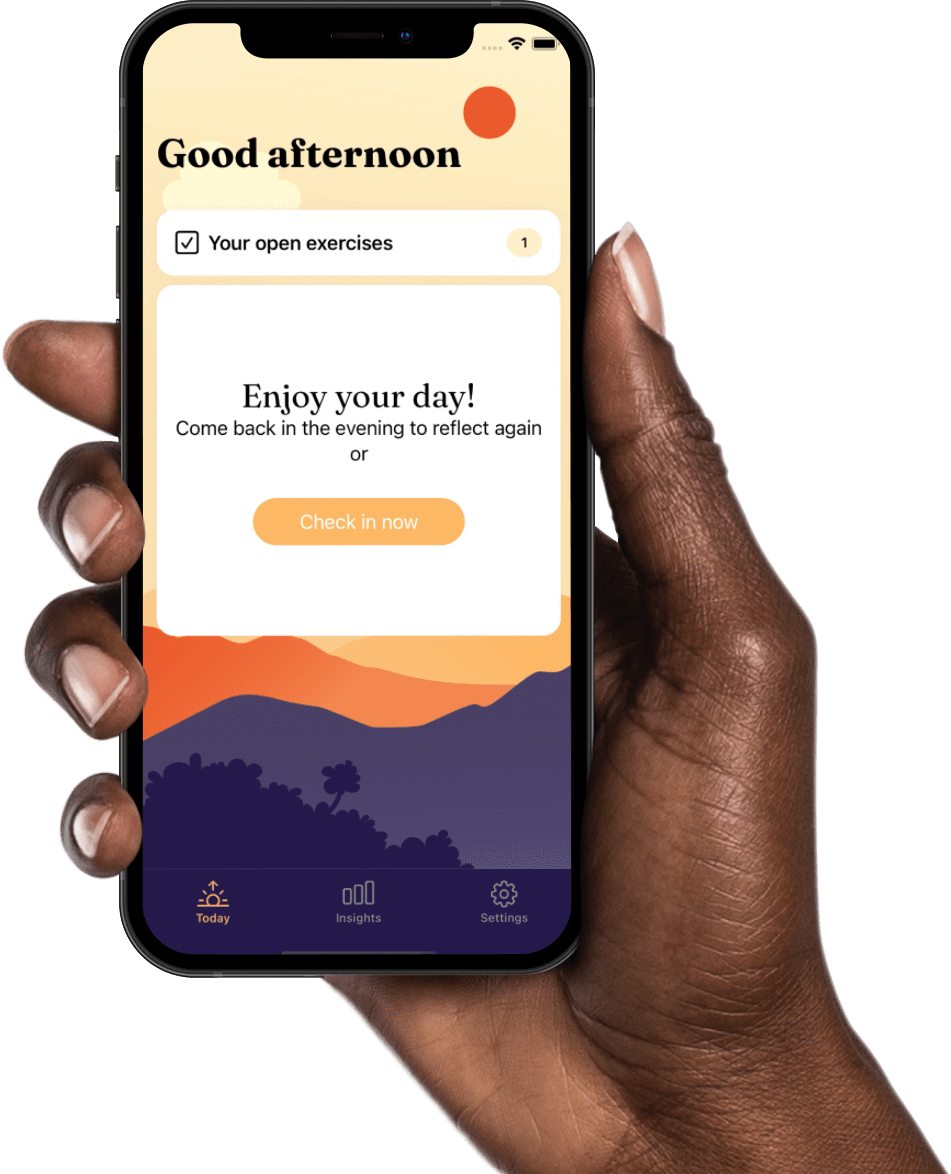 Good afternoon
Your open exercises 1
Enjoy your day!
Come back in the evening to reflect again
or
Check in now
Today Insights Settings